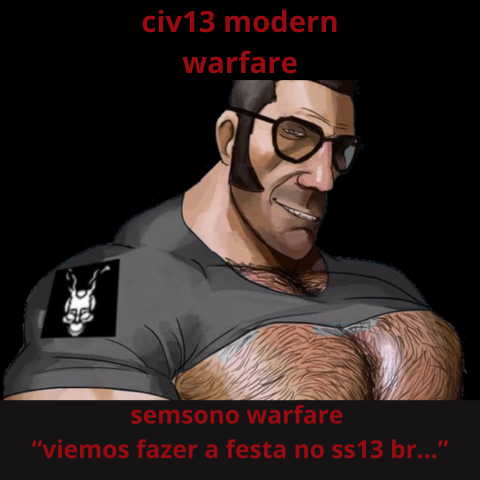 civ13 modern
warfare
semsono warfare
“viemos fazer a festa no ss13 br...”